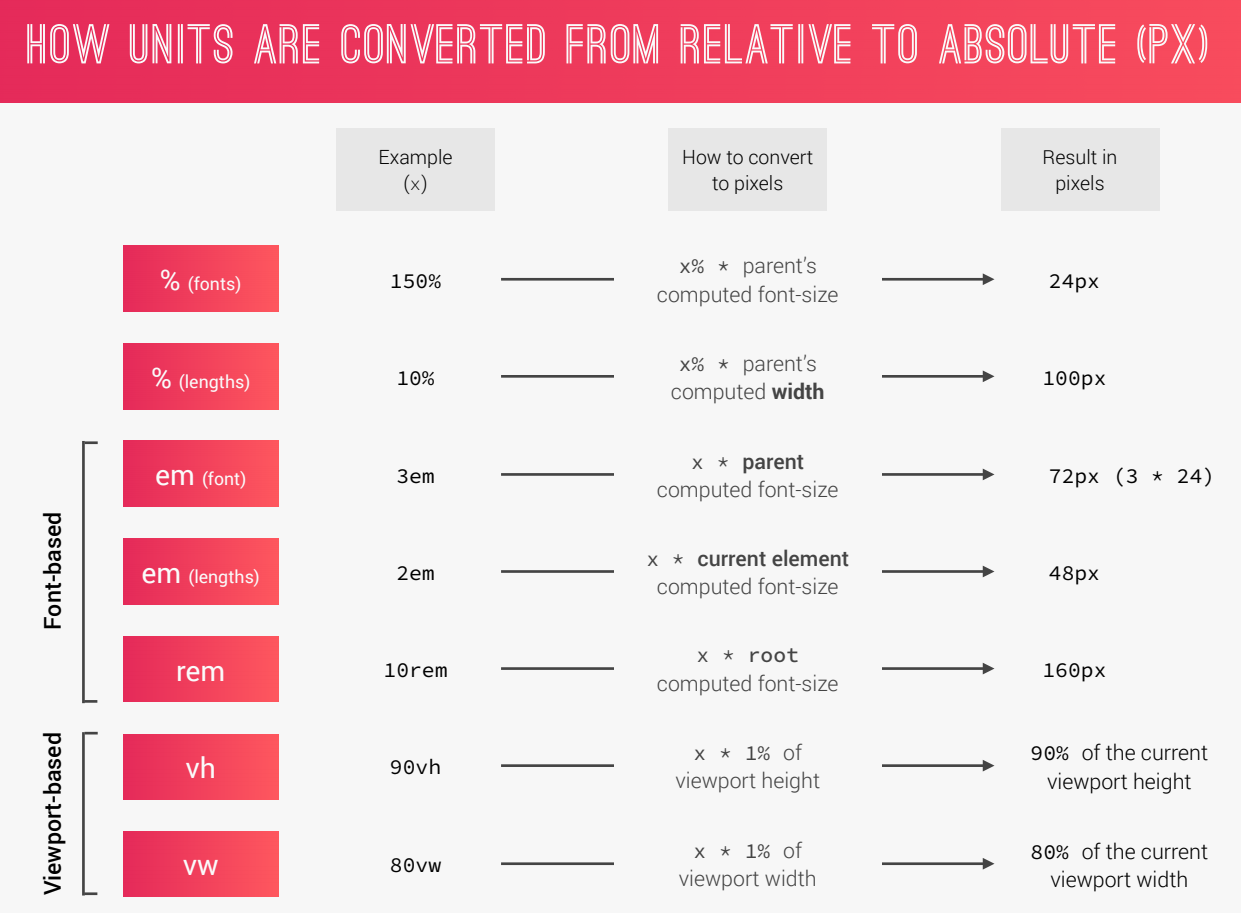 HOW UNITS ARE CONVERTED FROM RELATIVE TO ABSOLUTE (PX)
Example
(x)
How to convert
to pixels
Result in
pixels
% (fonts)
150%
x% * parent's
computed font-size
24px
% (lengths)
10%
x% * parent's
computed width
100px
Font-based
em (font)
3em
x * parent
computed font-size
72px (3 * 24)
em (lengths)
2em
x * current element
computed font-size
48px
rem
10rem
x * root
computed font-size
160px
Viewport-based
vh
90vh
x * 1% of
viewport height
90% of the current
viewport height
vw
80vw
x * 1% of
viewport width
80% of the current
viewport width